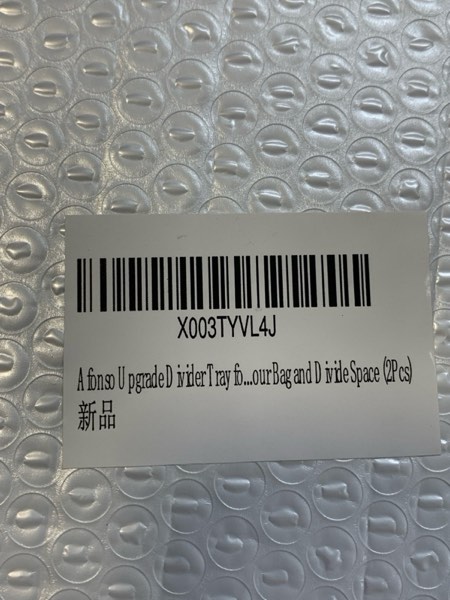 X003TYVL4J
Afonso Upgrade Divider Tray fo...our Bag and Divide Space (2Pcs)
新品